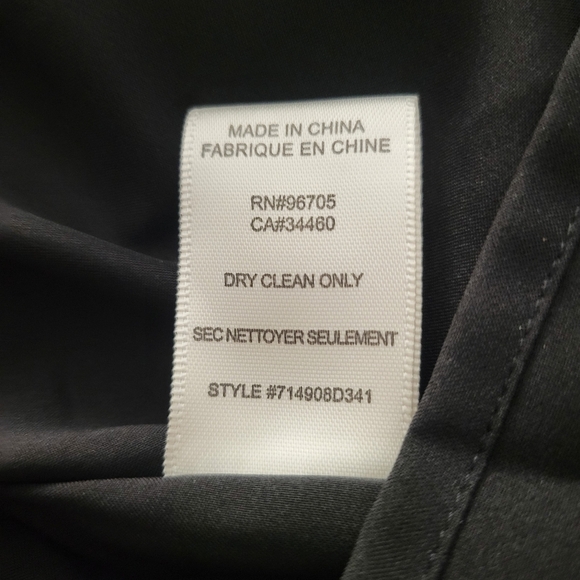 MADE IN CHINA
FABRIQUE EN CHINE
RN#96705
CA#34460
DRY CLEAN ONLY
SEC NETTOYER SEULEMENT
STYLE #714908D341